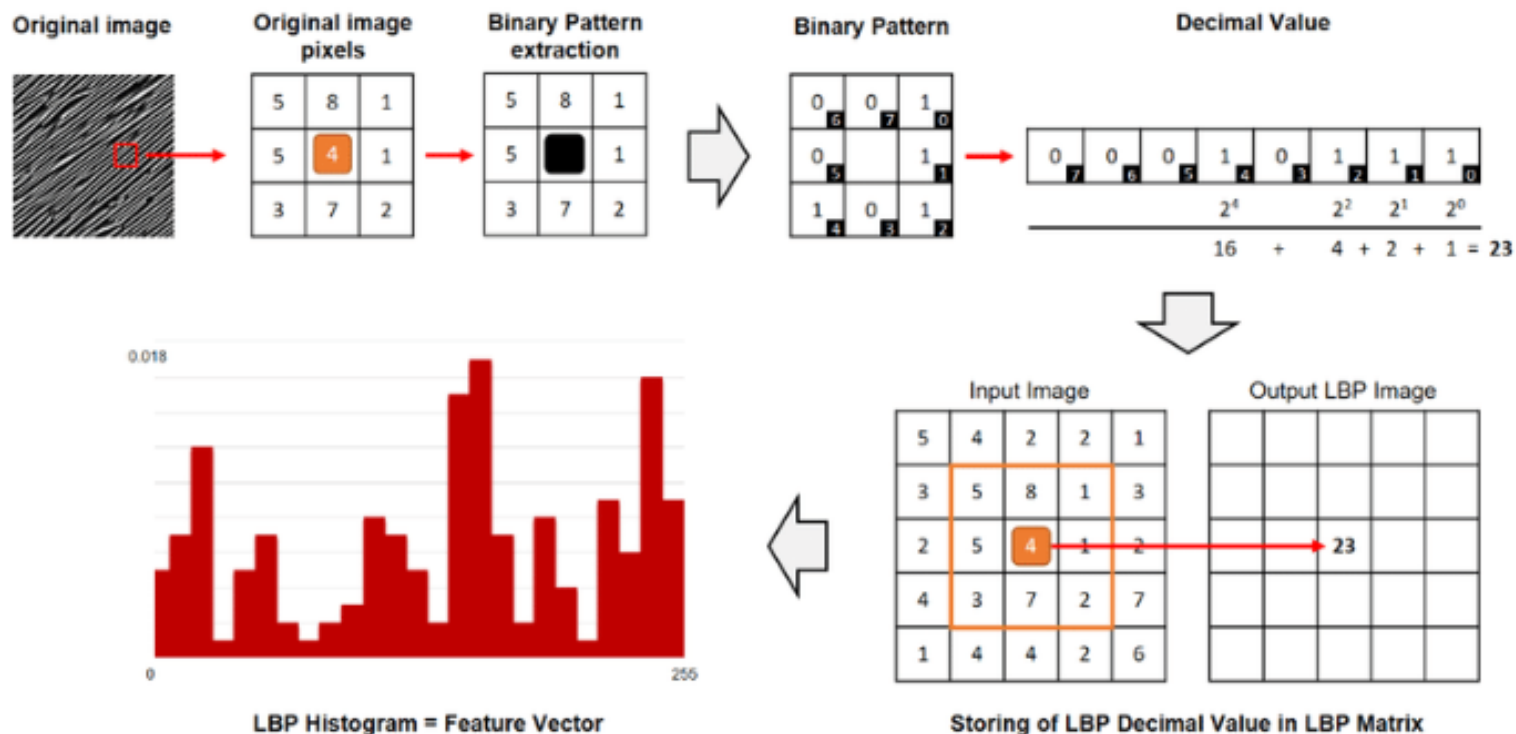 Original image
Original image
pixels
Binary Pattern
extraction
Binary Pattern
Decimal Value
5 8 1
5 4 1
3 7 2
5 8 1
5 1
3 7 2
0 6 0 7 1 0
0 5 1 1
1 4 0 3 1 2
0 7 0 6 0 5 1 4 0 3 1 2 1 1 1 0
2⁴ 2² 2¹ 2⁰
16 + 4 + 2 + 1 = 23
0.018
0 255
LBP Histogram = Feature Vector
Input Image
5 4 2 2 1
3 5 8 1 3
2 5 4 1 2
4 3 7 2 7
1 4 4 2 6
Output LBP Image
23
Storing of LBP Decimal Value in LBP Matrix